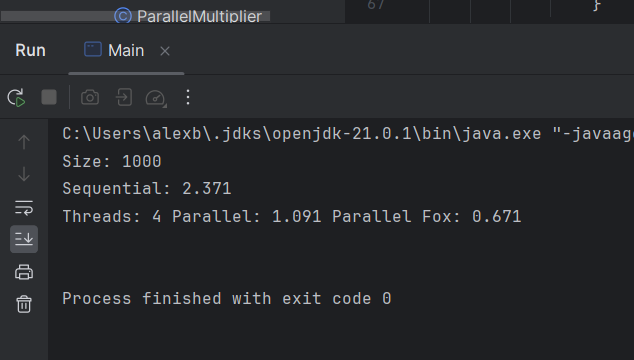 ParallelMultiplier
67
}
Run
Main
C:\Users\alexb\.jdks\openjdk-21.0.1\bin\java.exe "-javaag
Size: 1000
Sequential: 2.371
Threads: 4 Parallel: 1.091 Parallel Fox: 0.671
Process finished with exit code 0